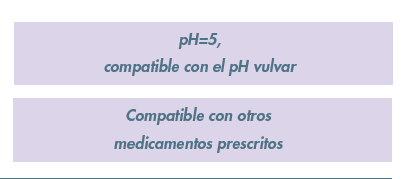 pH=5,
compatible con el pH vulvar
Compatible con otros
medicamentos prescritos